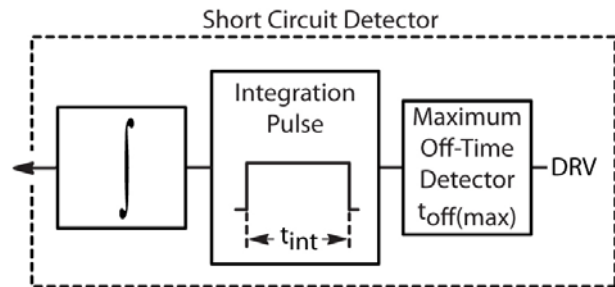 Short Circuit Detector
∫
Integration
Pulse
t_int
Maximum
Off-Time
Detector
t_off(max)
DRV